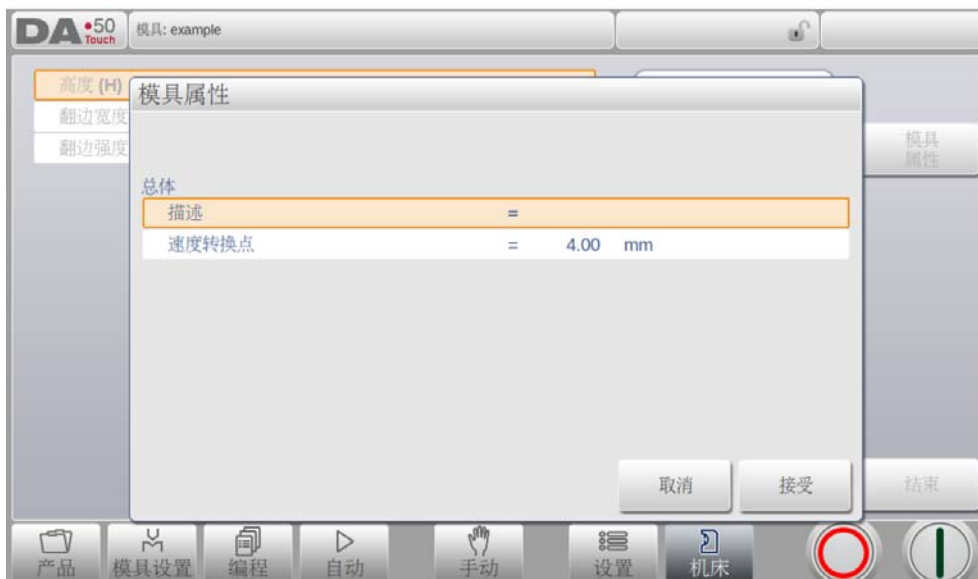 DA•50
Touch
模具: example
高度 (H)
翻边宽度
翻边强度
模具属性
模具
属性
总体
描述 =
速度转换点 = 4.00 mm
取消
接受
结束
产品
模具设置
编程
自动
手动
设置
机床